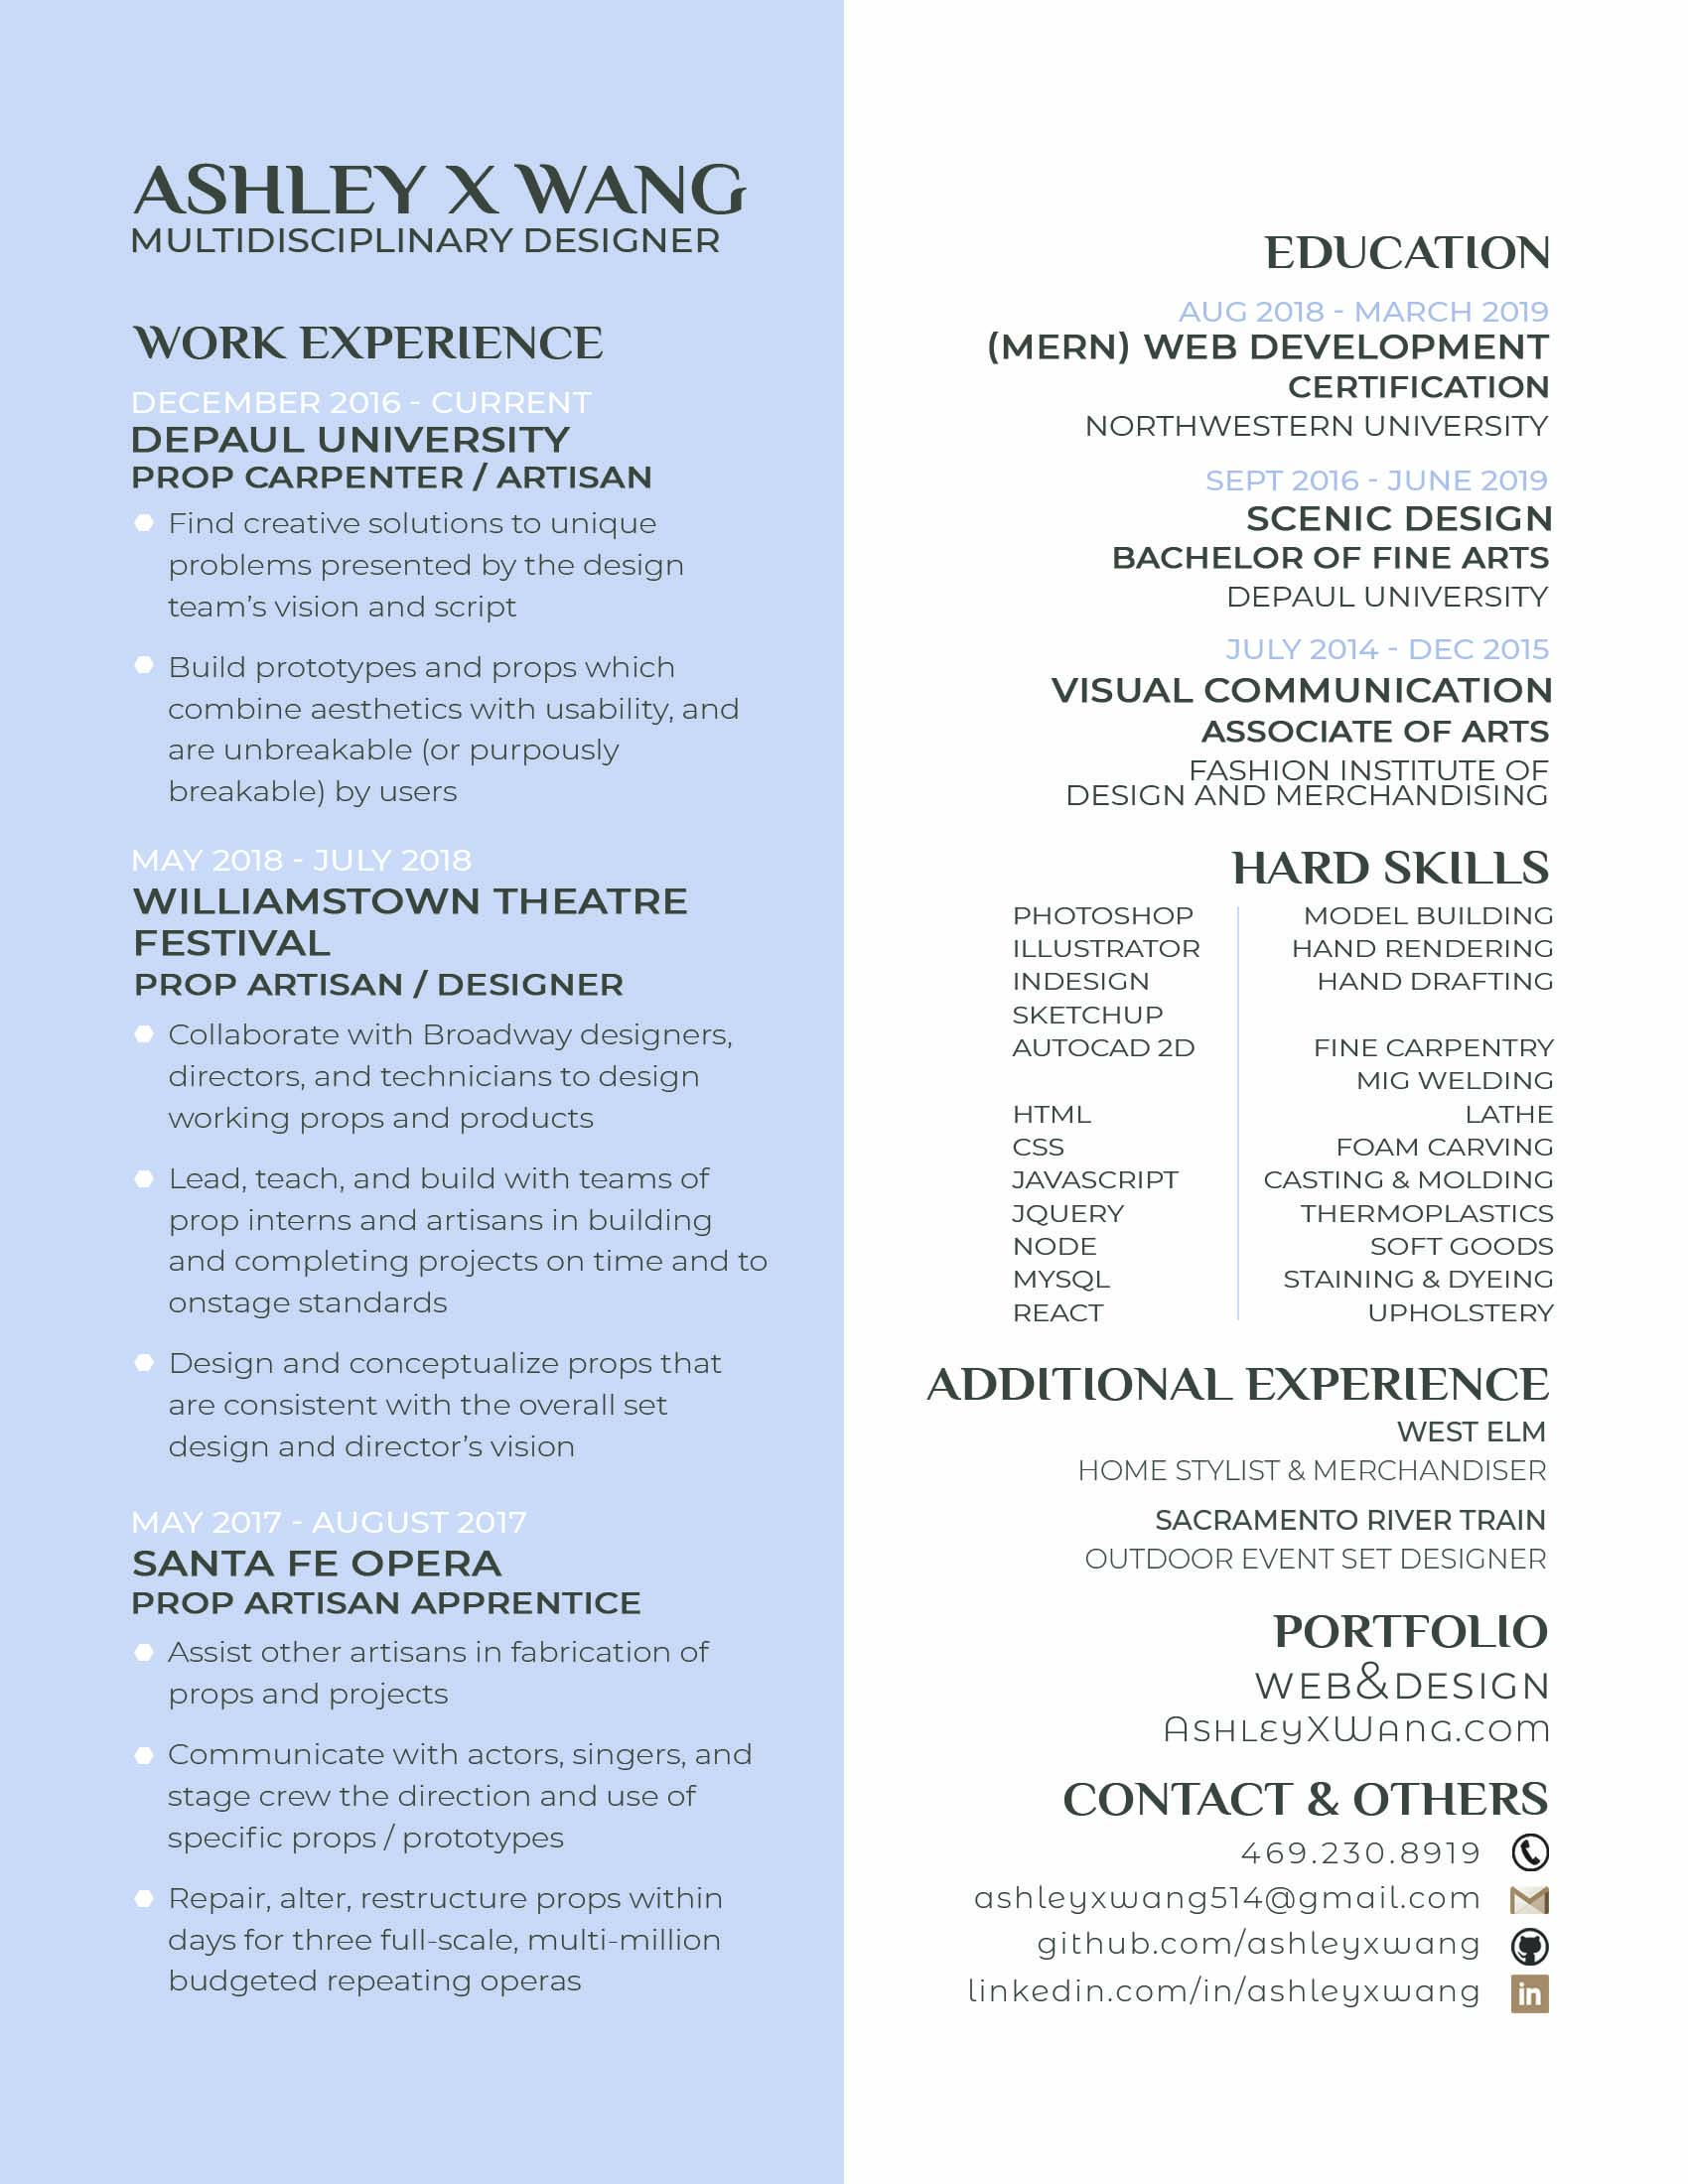 ASHLEY X WANG
MULTIDISCIPLINARY DESIGNER
WORK EXPERIENCE
DECEMBER 2016 - CURRENT
DEPAUL UNIVERSITY
PROP CARPENTER / ARTISAN
Find creative solutions to unique
problems presented by the design
team’s vision and script
Build prototypes and props which
combine aesthetics with usability, and
are unbreakable (or purpously
breakable) by users
MAY 2018 - JULY 2018
WILLIAMSTOWN THEATRE
FESTIVAL
PROP ARTISAN / DESIGNER
Collaborate with Broadway designers,
directors, and technicians to design
working props and products
Lead, teach, and build with teams of
prop interns and artisans in building
and completing projects on time and to
onstage standards
Design and conceptualize props that
are consistent with the overall set
design and director’s vision
MAY 2017 - AUGUST 2017
SANTA FE OPERA
PROP ARTISAN APPRENTICE
Assist other artisans in fabrication of
props and projects
Communicate with actors, singers, and
stage crew the direction and use of
specific props / prototypes
Repair, alter, restructure props within
days for three full-scale, multi-million
budgeted repeating operas
EDUCATION
AUG 2018 - MARCH 2019
(MERN) WEB DEVELOPMENT
CERTIFICATION
NORTHWESTERN UNIVERSITY
SEPT 2016 - JUNE 2019
SCENIC DESIGN
BACHELOR OF FINE ARTS
DEPAUL UNIVERSITY
JULY 2014 - DEC 2015
VISUAL COMMUNICATION
ASSOCIATE OF ARTS
FASHION INSTITUTE OF
DESIGN AND MERCHANDISING
HARD SKILLS
PHOTOSHOP
ILLUSTRATOR
INDESIGN
SKETCHUP
AUTOCAD 2D
HTML
CSS
JAVASCRIPT
JQUERY
NODE
MYSQL
REACT
MODEL BUILDING
HAND RENDERING
HAND DRAFTING
FINE CARPENTRY
MIG WELDING
LATHE
FOAM CARVING
CASTING & MOLDING
THERMOPLASTICS
SOFT GOODS
STAINING & DYEING
UPHOLSTERY
ADDITIONAL EXPERIENCE
WEST ELM
HOME STYLIST & MERCHANDISER
SACRAMENTO RIVER TRAIN
OUTDOOR EVENT SET DESIGNER
PORTFOLIO
WEB&DESIGN
AshleyXWang.com
CONTACT & OTHERS
469.230.8919
ashleyxwang514@gmail.com
github.com/ashleyxwang
linkedin.com/in/ashleyxwang
in